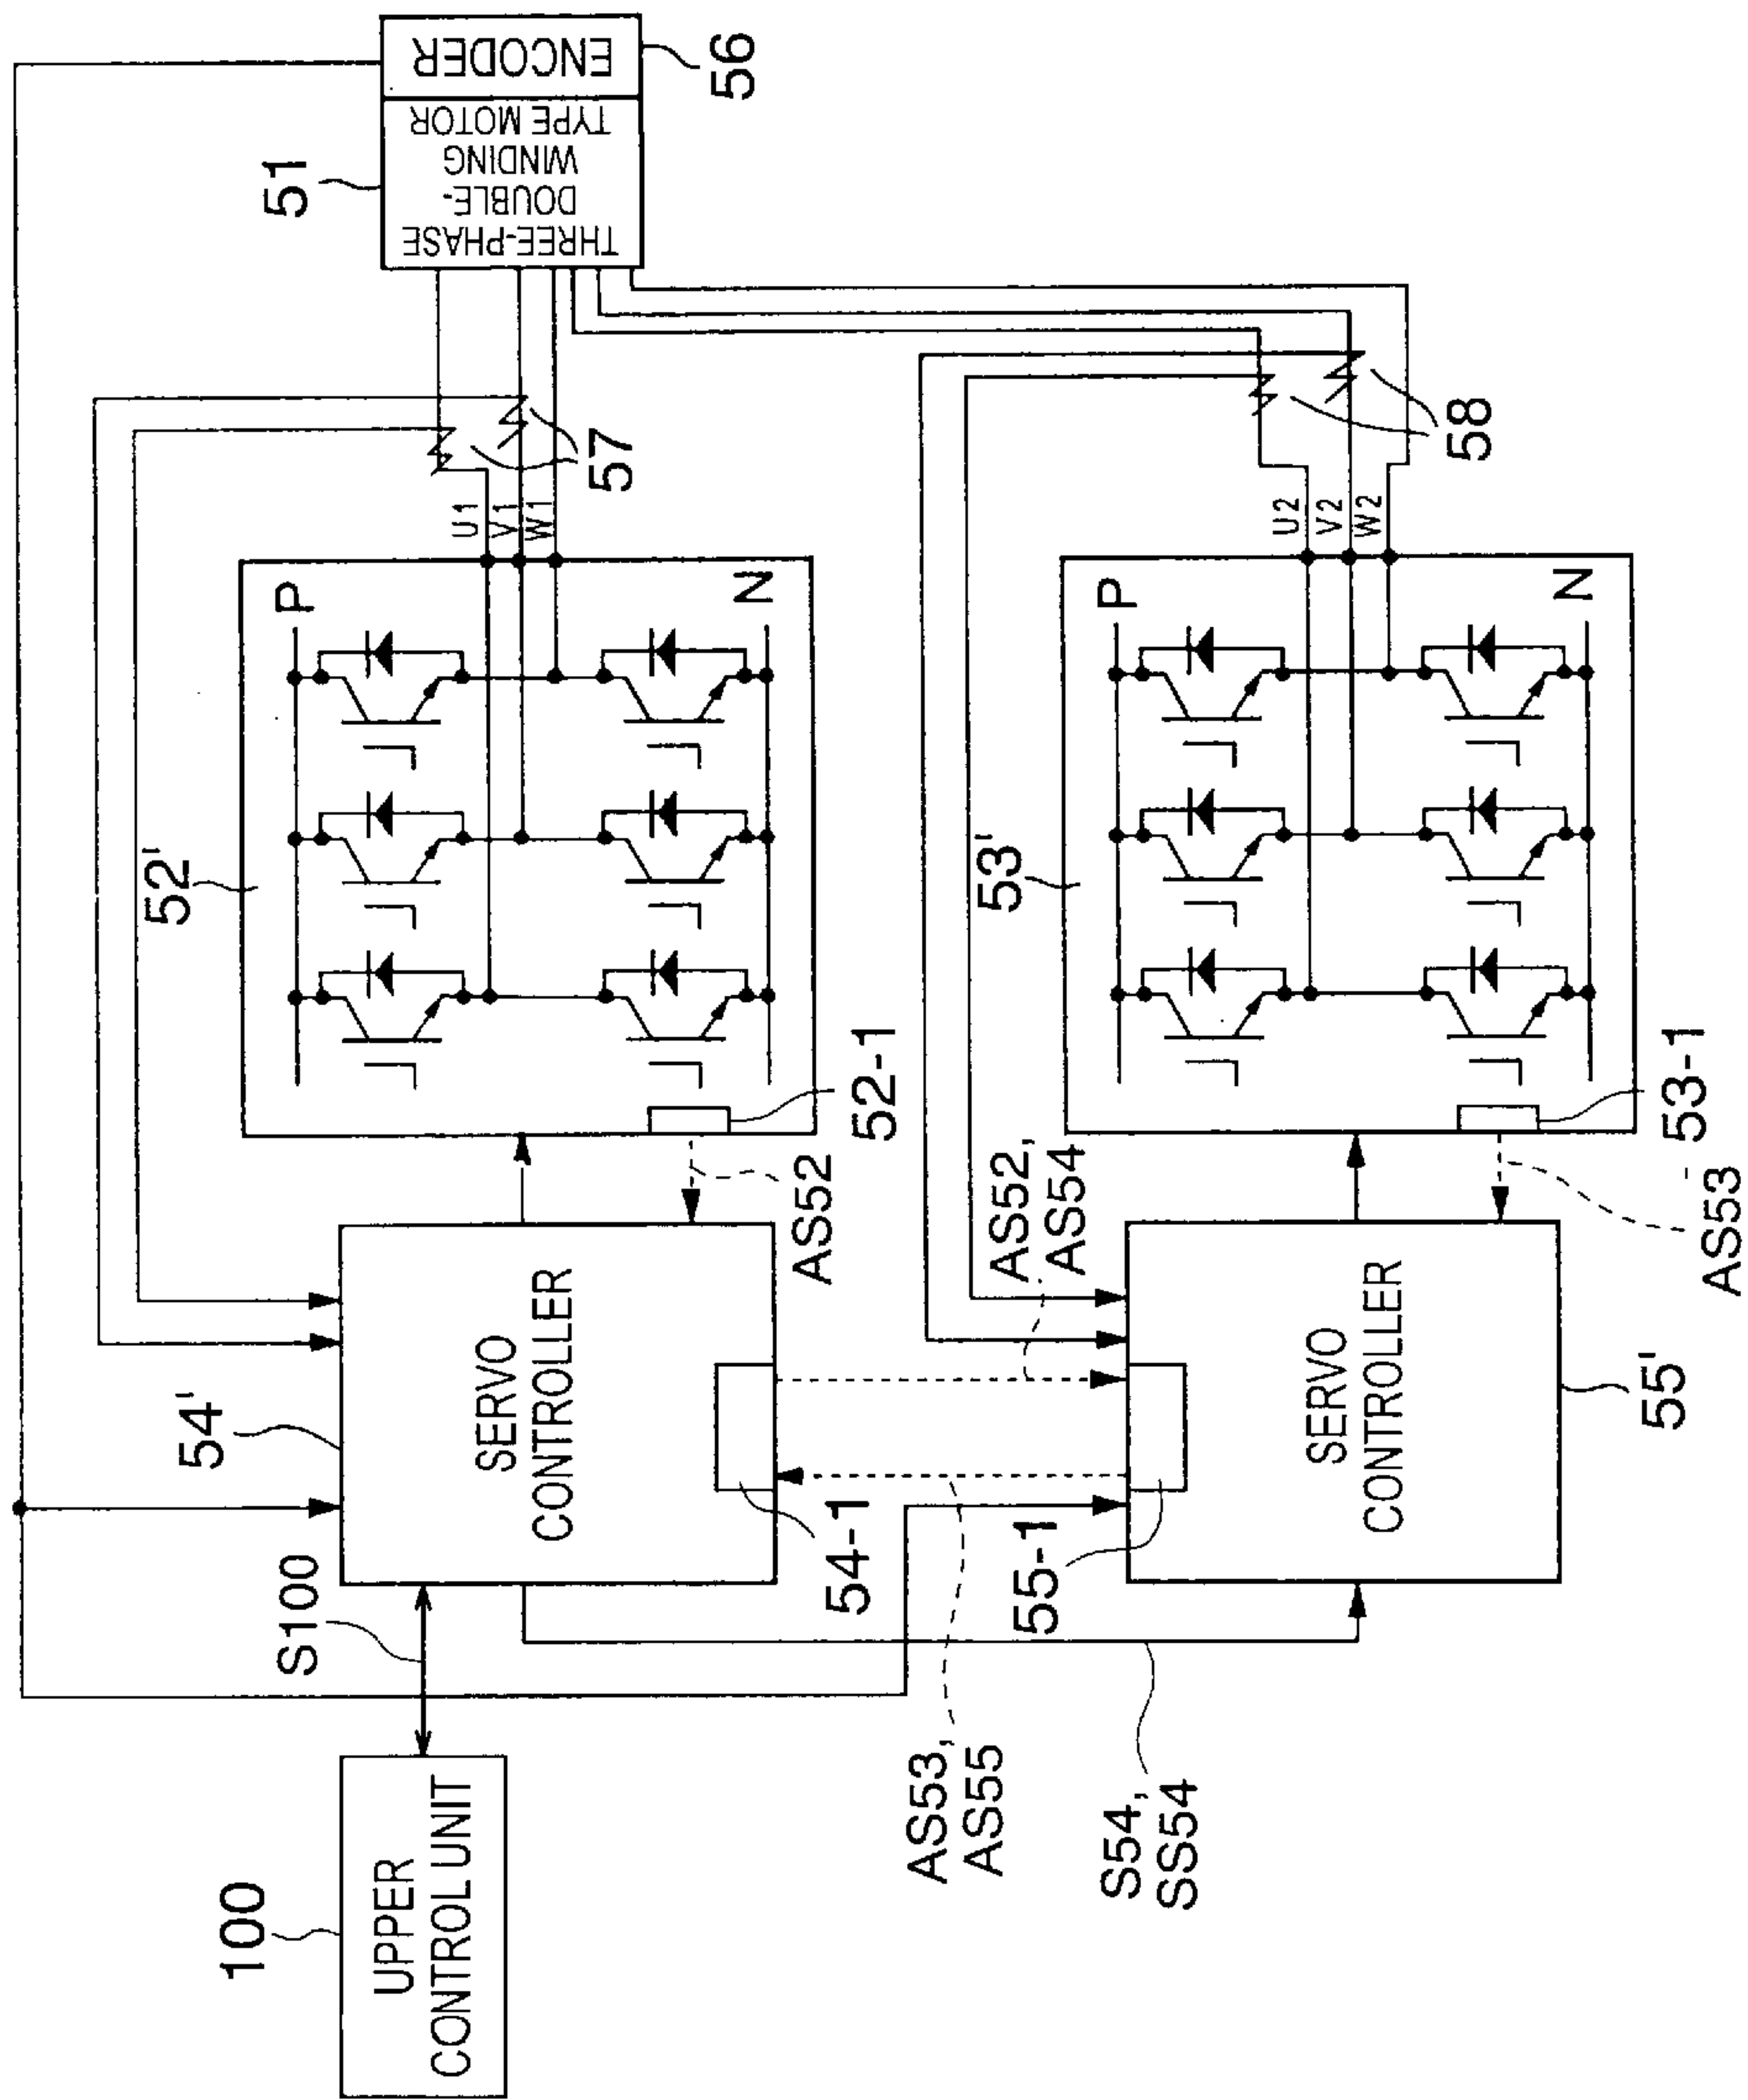 100
UPPER
CONTROL UNIT
S100
54'
SERVO
CONTROLLER
54-1
AS52
52'
52-1
P
N
U1
V1
W1
57
51
THREE-PHASE
DOUBLE-
WINDING
TYPE MOTOR
ENCODER
56
AS53,
AS55
S54,
SS54
55-1
AS52,
AS54
SERVO
CONTROLLER
55'
AS53
53'
53-1
P
N
U2
V2
W2
58